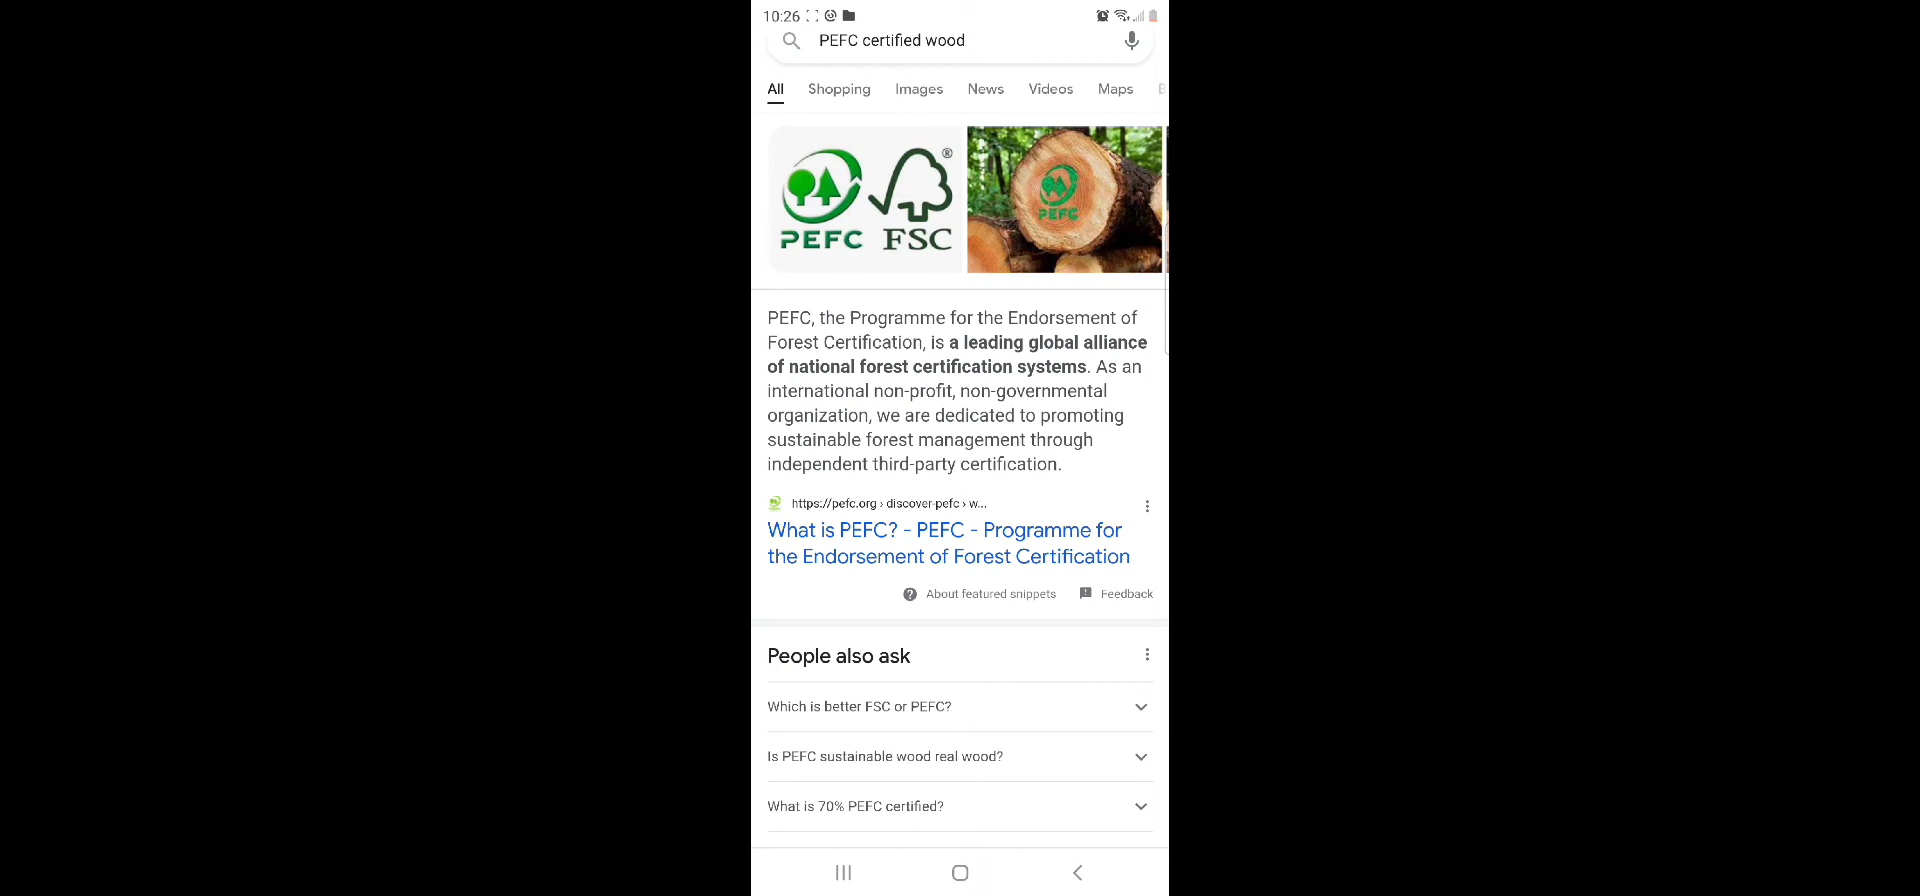 10:26
PEFC certified wood
All Shopping Images News Videos Maps
PEFC FSC ®
PEFC
PEFC, the Programme for the Endorsement of
Forest Certification, is a leading global alliance
of national forest certification systems. As an
international non-profit, non-governmental
organization, we are dedicated to promoting
sustainable forest management through
independent third-party certification.
https://pefc.org › discover-pefc › w...
What is PEFC? - PEFC - Programme for
the Endorsement of Forest Certification
About featured snippets Feedback
People also ask
Which is better FSC or PEFC?
Is PEFC sustainable wood real wood?
What is 70% PEFC certified?